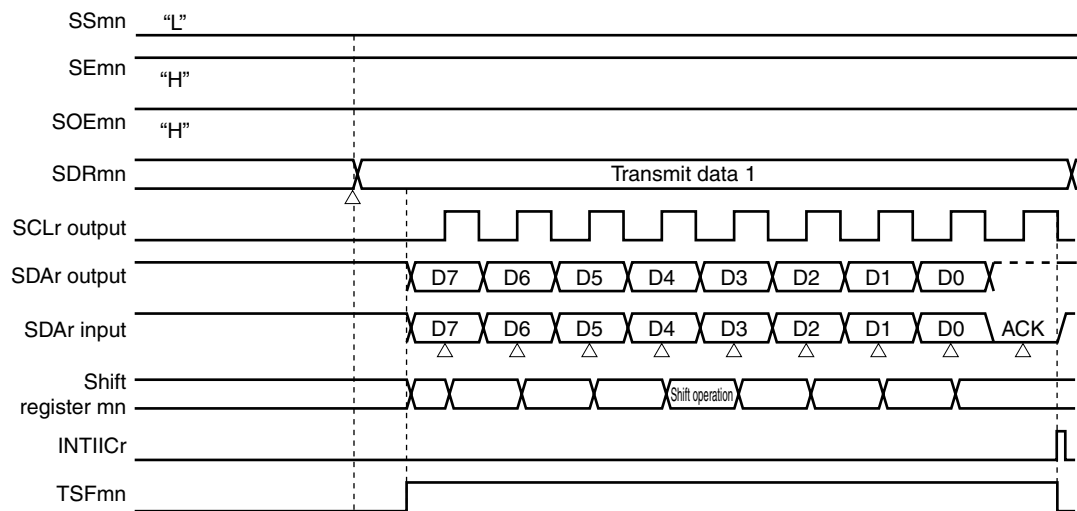 SSmn “L”
SEmn “H”
SOEmn “H”
SDRmn Transmit data 1
SCLr output
SDAr output D7 D6 D5 D4 D3 D2 D1 D0
SDAr input D7 D6 D5 D4 D3 D2 D1 D0 ACK
Shift
register mn Shift operation
INTIICr
TSFmn